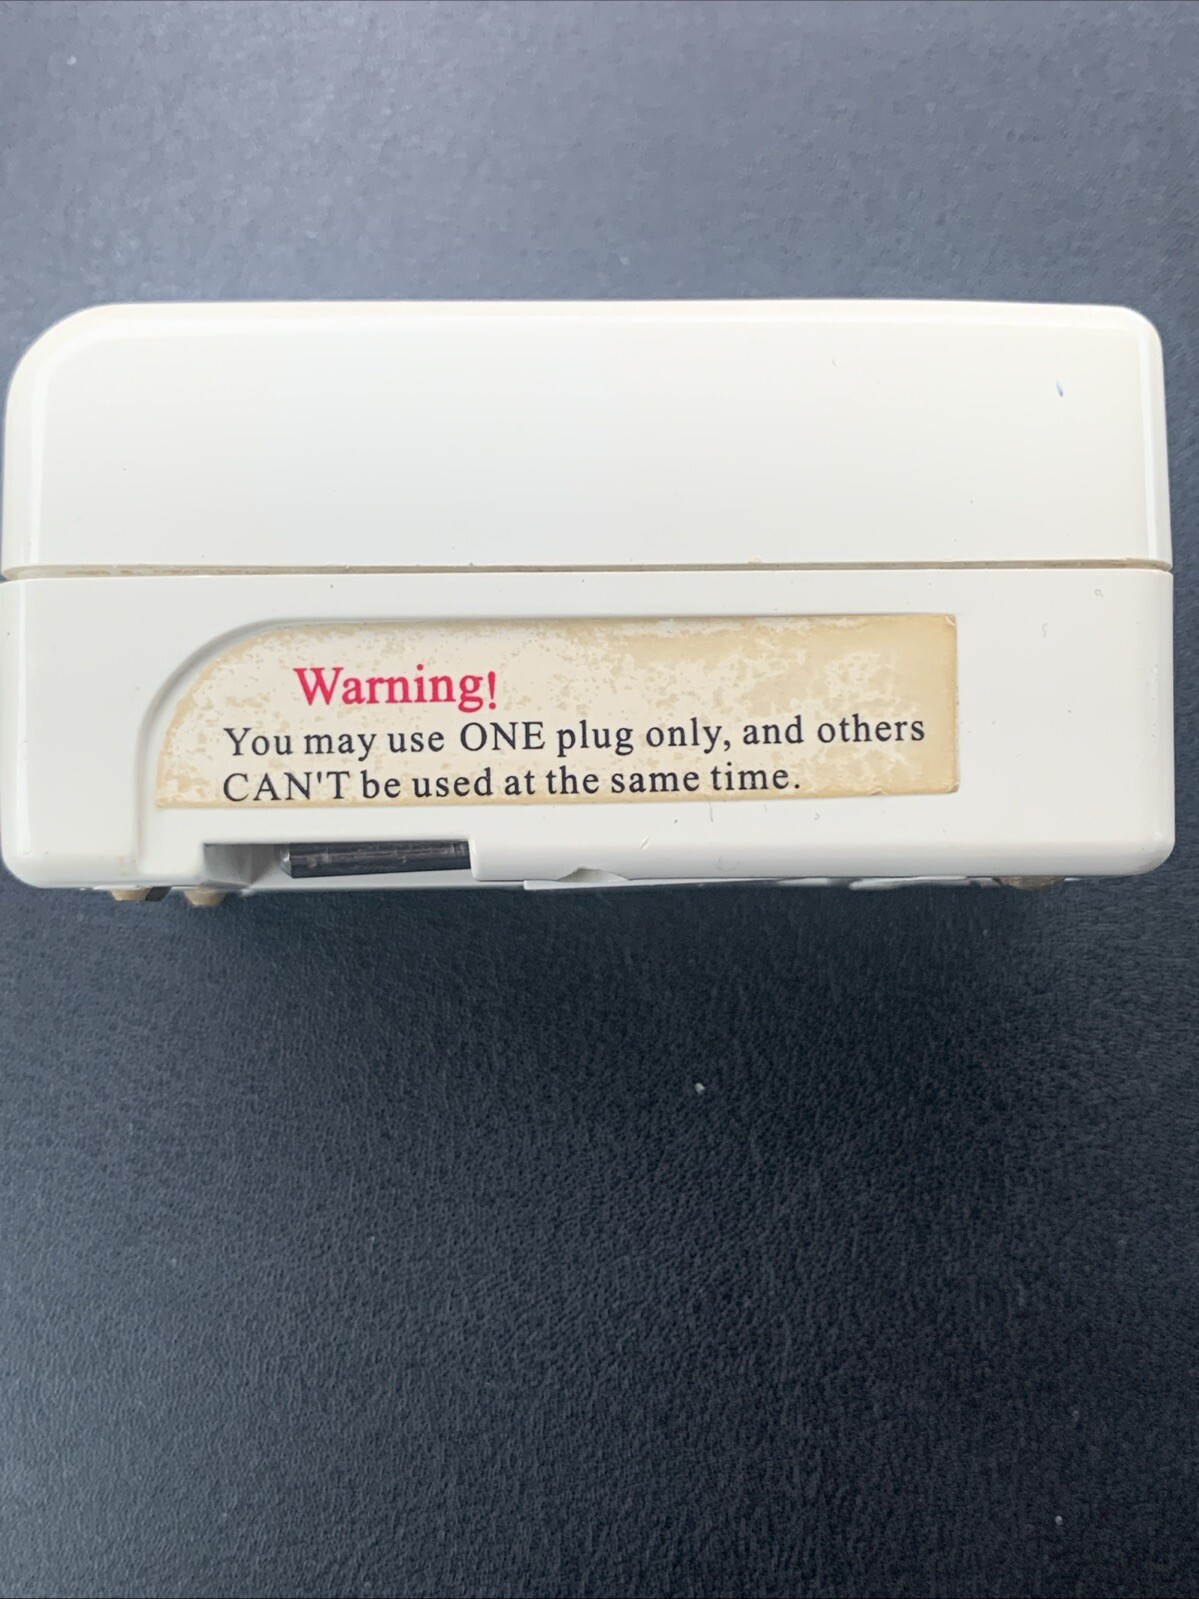 Warning!
You may use ONE plug only, and others
CAN'T be used at the same time.